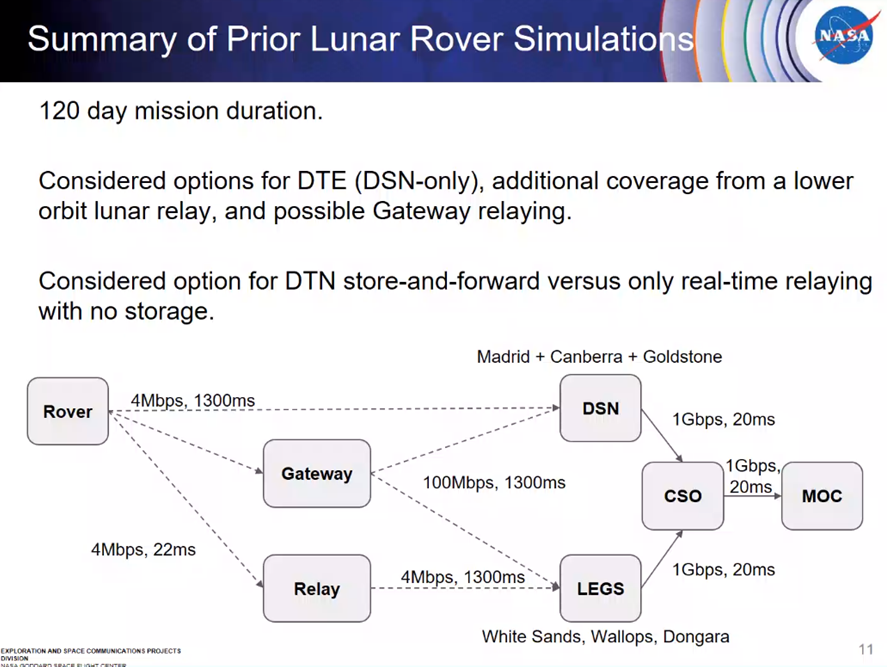 Summary of Prior Lunar Rover Simulations
NASA
120 day mission duration.
Considered options for DTE (DSN-only), additional coverage from a lower
orbit lunar relay, and possible Gateway relaying.
Considered option for DTN store-and-forward versus only real-time relaying
with no storage.
Madrid + Canberra + Goldstone
Rover
4Mbps, 1300ms
DSN
1Gbps, 20ms
Gateway
100Mbps, 1300ms
CSO
1Gbps,
20ms
MOC
4Mbps, 22ms
Relay
4Mbps, 1300ms
LEGS
1Gbps, 20ms
White Sands, Wallops, Dongara
EXPLORATION AND SPACE COMMUNICATIONS PROJECTS
DIVISION
NASA GODDARD SPACE FLIGHT CENTER
11